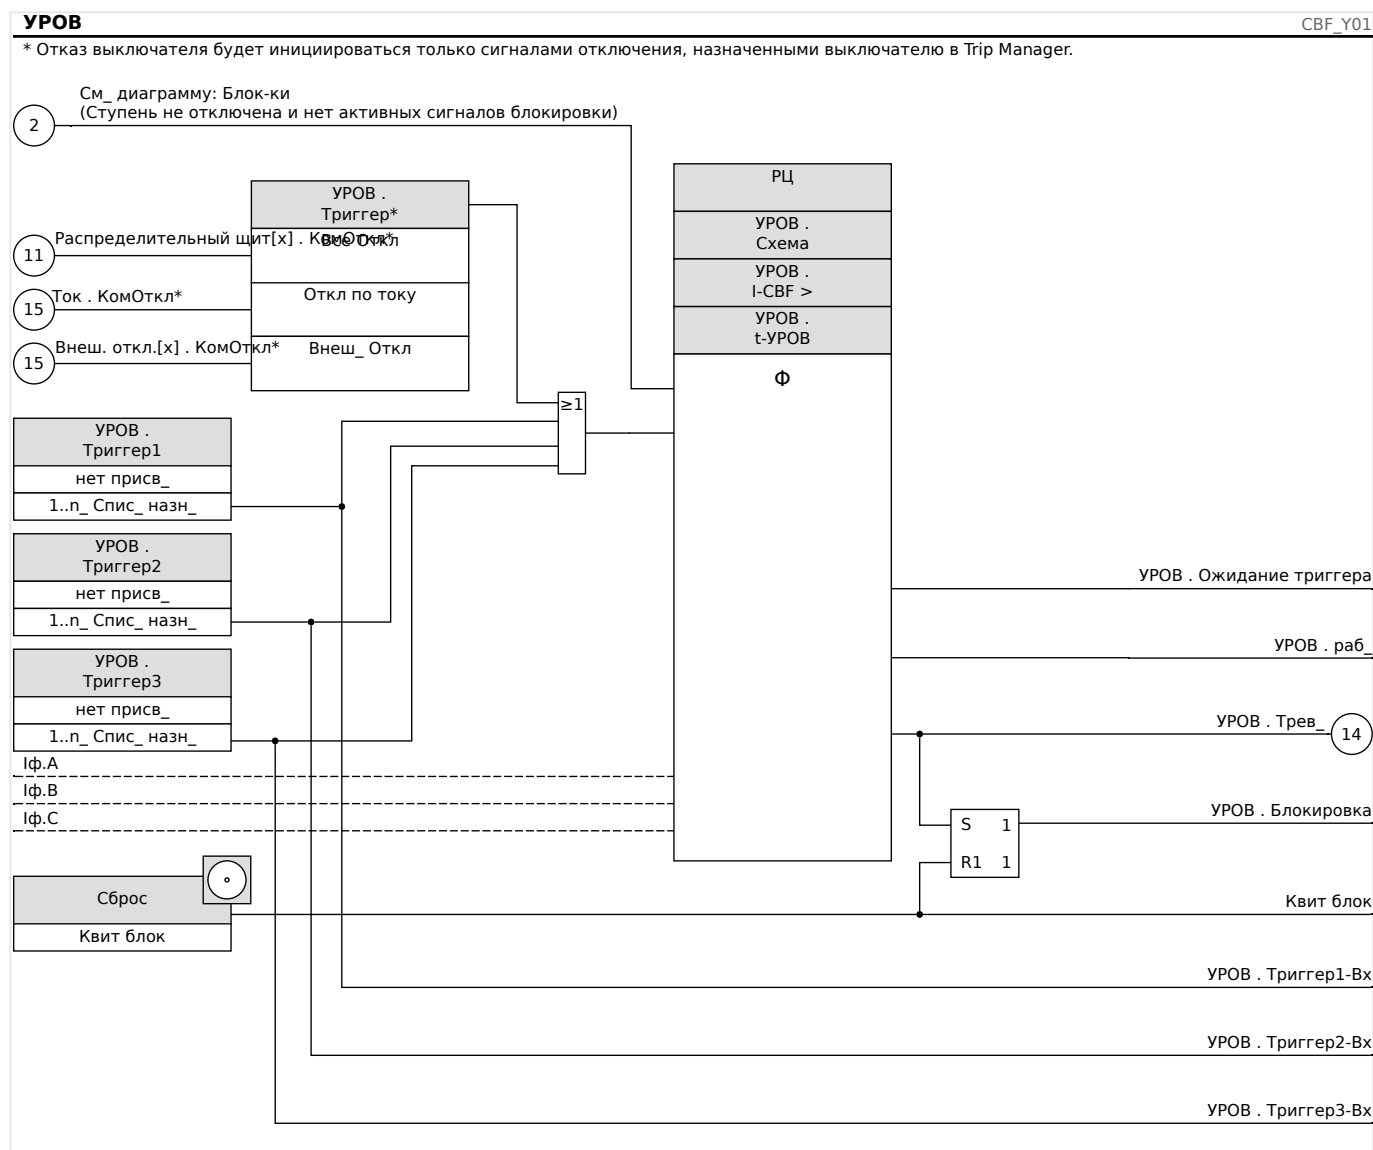 УРОВ
CBF_Y01
* Отказ выключателя будет инициироваться только сигналами отключения, назначенными выключателю в Trip Manager.
См_ диаграмму: Блок-ки
(Ступень не отключена и нет активных сигналов блокировки)
2
РЦ
УРОВ .
Схема
УРОВ .
I-CBF >
УРОВ .
t-УРОВ
Ф
УРОВ .
Триггер*
Распределительный щит[x] . КомОткл*
Все Откл
11
Ток . КомОткл*
Откл по току
15
Внеш. откл.[x] . КомОткл*
Внеш_ Откл
15
≥1
УРОВ .
Триггер1
нет присв_
1..n_ Спис_ назн_
УРОВ .
Триггер2
нет присв_
1..n_ Спис_ назн_
УРОВ .
Триггер3
нет присв_
1..n_ Спис_ назн_
Iф.A
Iф.B
Iф.C
УРОВ . Ожидание триггера
УРОВ . раб_
УРОВ . Трев_
14
S 1
R1 1
УРОВ . Блокировка
Сброс
Квит блок
Квит блок
УРОВ . Триггер1-Вх
УРОВ . Триггер2-Вх
УРОВ . Триггер3-Вх